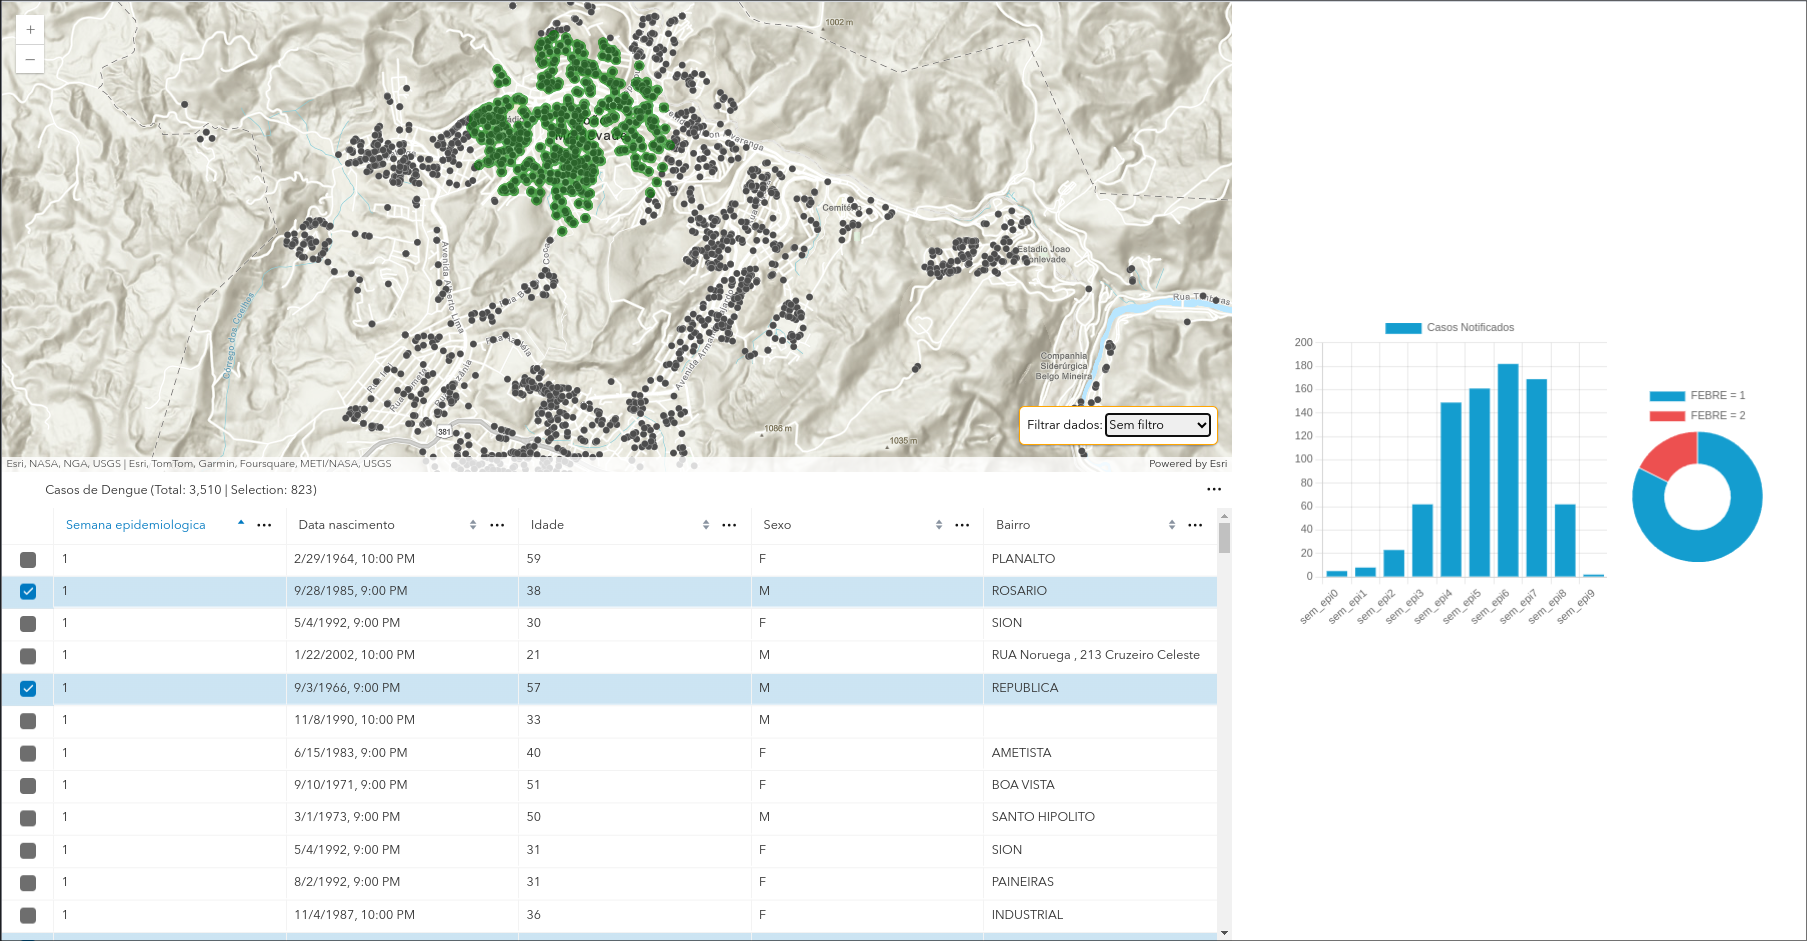 +
−
1002 m
Cemitério
Estadio Joao
Monlevade
Avenida Alberto Lima
Corrego dos Coelhos
Companhia
Siderúrgica
Belgo Mineira
381
1086 m
1035 m
Filtrar dados: Sem filtro
Esri, NASA, NGA, USGS | Esri, TomTom, Garmin, Foursquare, METI/NASA, USGS
Powered by Esri
Casos de Dengue (Total: 3,510 | Selection: 823)
Semana epidemiologica Data nascimento Idade Sexo Bairro
1 2/29/1964, 10:00 PM 59 F PLANALTO
1 9/28/1985, 9:00 PM 38 M ROSARIO
1 5/4/1992, 9:00 PM 30 F SION
1 1/22/2002, 10:00 PM 21 M RUA Noruega , 213 Cruzeiro Celeste
1 9/3/1966, 9:00 PM 57 M REPUBLICA
1 11/8/1990, 10:00 PM 33 M
1 6/15/1983, 9:00 PM 40 F AMETISTA
1 9/10/1971, 9:00 PM 51 F BOA VISTA
1 3/1/1973, 9:00 PM 50 M SANTO HIPOLITO
1 5/4/1992, 9:00 PM 31 F SION
1 8/2/1992, 9:00 PM 31 F PAINEIRAS
1 11/4/1987, 10:00 PM 36 F INDUSTRIAL
Casos Notificados
200
180
160
140
120
100
80
60
40
20
0
sem_epi0
sem_epi1
sem_epi2
sem_epi3
sem_epi4
sem_epi5
sem_epi6
sem_epi7
sem_epi8
sem_epi9
FEBRE = 1
FEBRE = 2